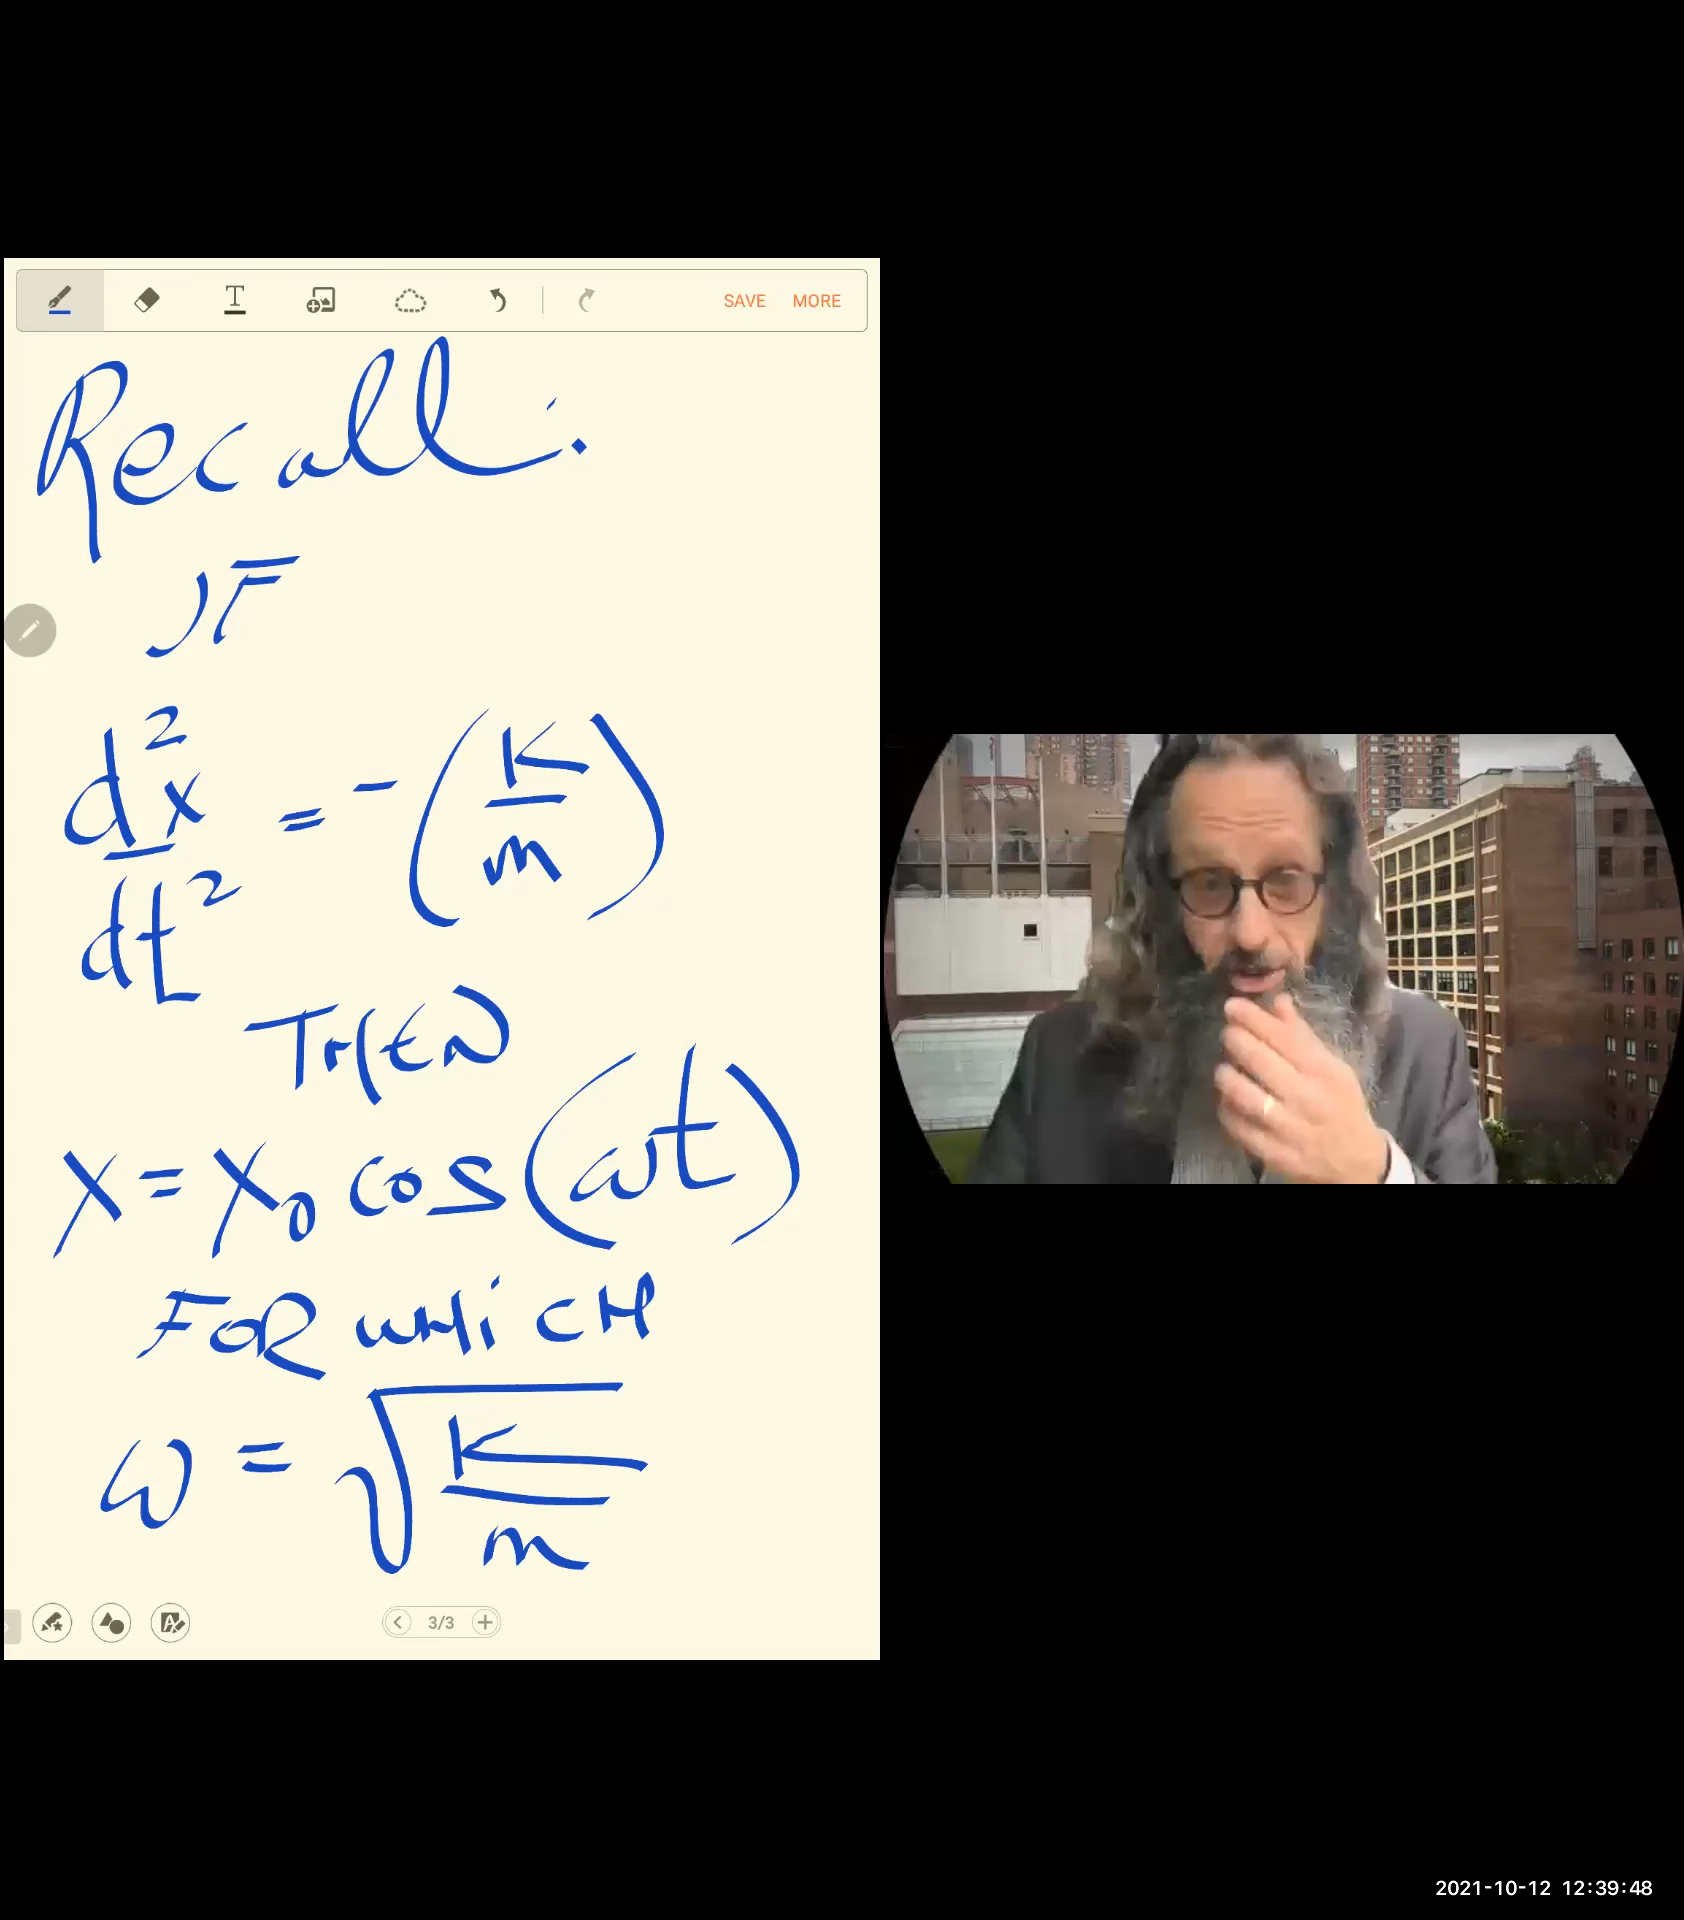 SAVE MORE
Recall:
IF
d²x/dt² = -(K/m)
THEN
x = x₀ cos(ωt)
FOR WHICH
ω = √(K/m)
3/3
2021-10-12 12:39:48